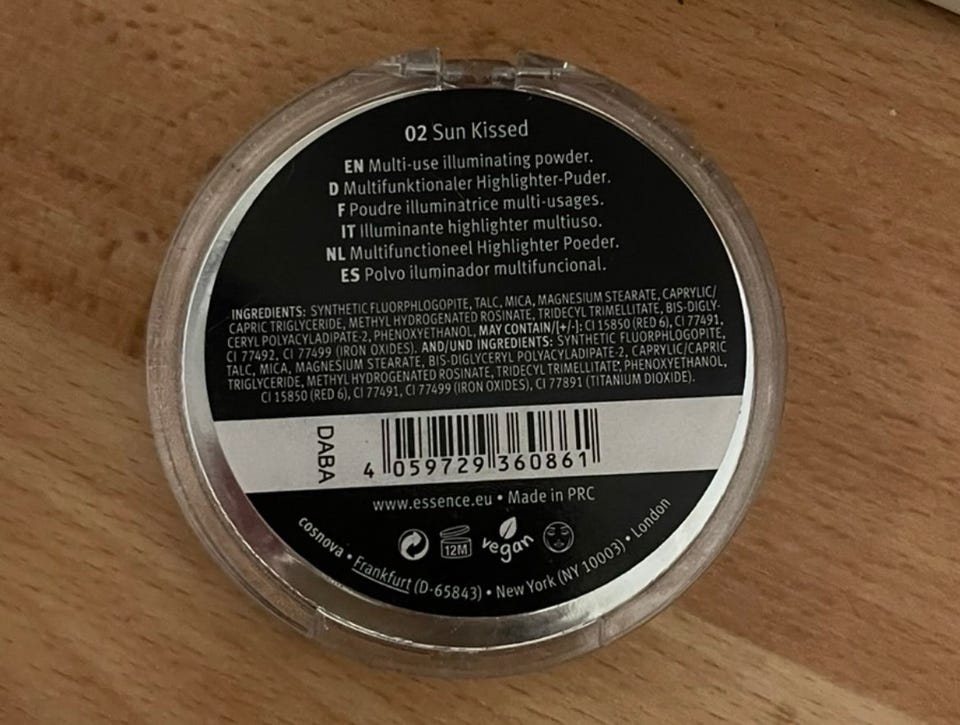 02 Sun Kissed
EN Multi-use illuminating powder.
D Multifunktionaler Highlighter-Puder.
F Poudre illuminatrice multi-usages.
IT Illuminante highlighter multiuso.
NL Multifunctioneel Highlighter Poeder.
ES Polvo iluminador multifuncional.
INGREDIENTS: SYNTHETIC FLUORPHLOGOPITE, TALC, MICA, MAGNESIUM STEARATE, CAPRYLIC/
CAPRIC TRIGLYCERIDE, METHYL HYDROGENATED ROSINATE, TRIDECYL TRIMELLITATE, BIS-DIGLY-
CERYL POLYACYLADIPATE-2, PHENOXYETHANOL, MAY CONTAIN/[+/-]: CI 15850 (RED 6), CI 77491,
CI 77492, CI 77499 (IRON OXIDES). AND/UND INGREDIENTS: SYNTHETIC FLUORPHLOGOPITE,
TALC, MICA, MAGNESIUM STEARATE, BIS-DIGLYCERYL POLYACYLADIPATE-2, CAPRYLIC/CAPRIC
TRIGLYCERIDE, METHYL HYDROGENATED ROSINATE, TRIDECYL TRIMELLITATE, PHENOXYETHANOL,
CI 15850 (RED 6), CI 77491, CI 77499 (IRON OXIDES), CI 77891 (TITANIUM DIOXIDE).
DABA
4 059729 360861
www.essence.eu • Made in PRC
12M
vegan
cosnova • Frankfurt (D-65843) • New York (NY 10003) • London